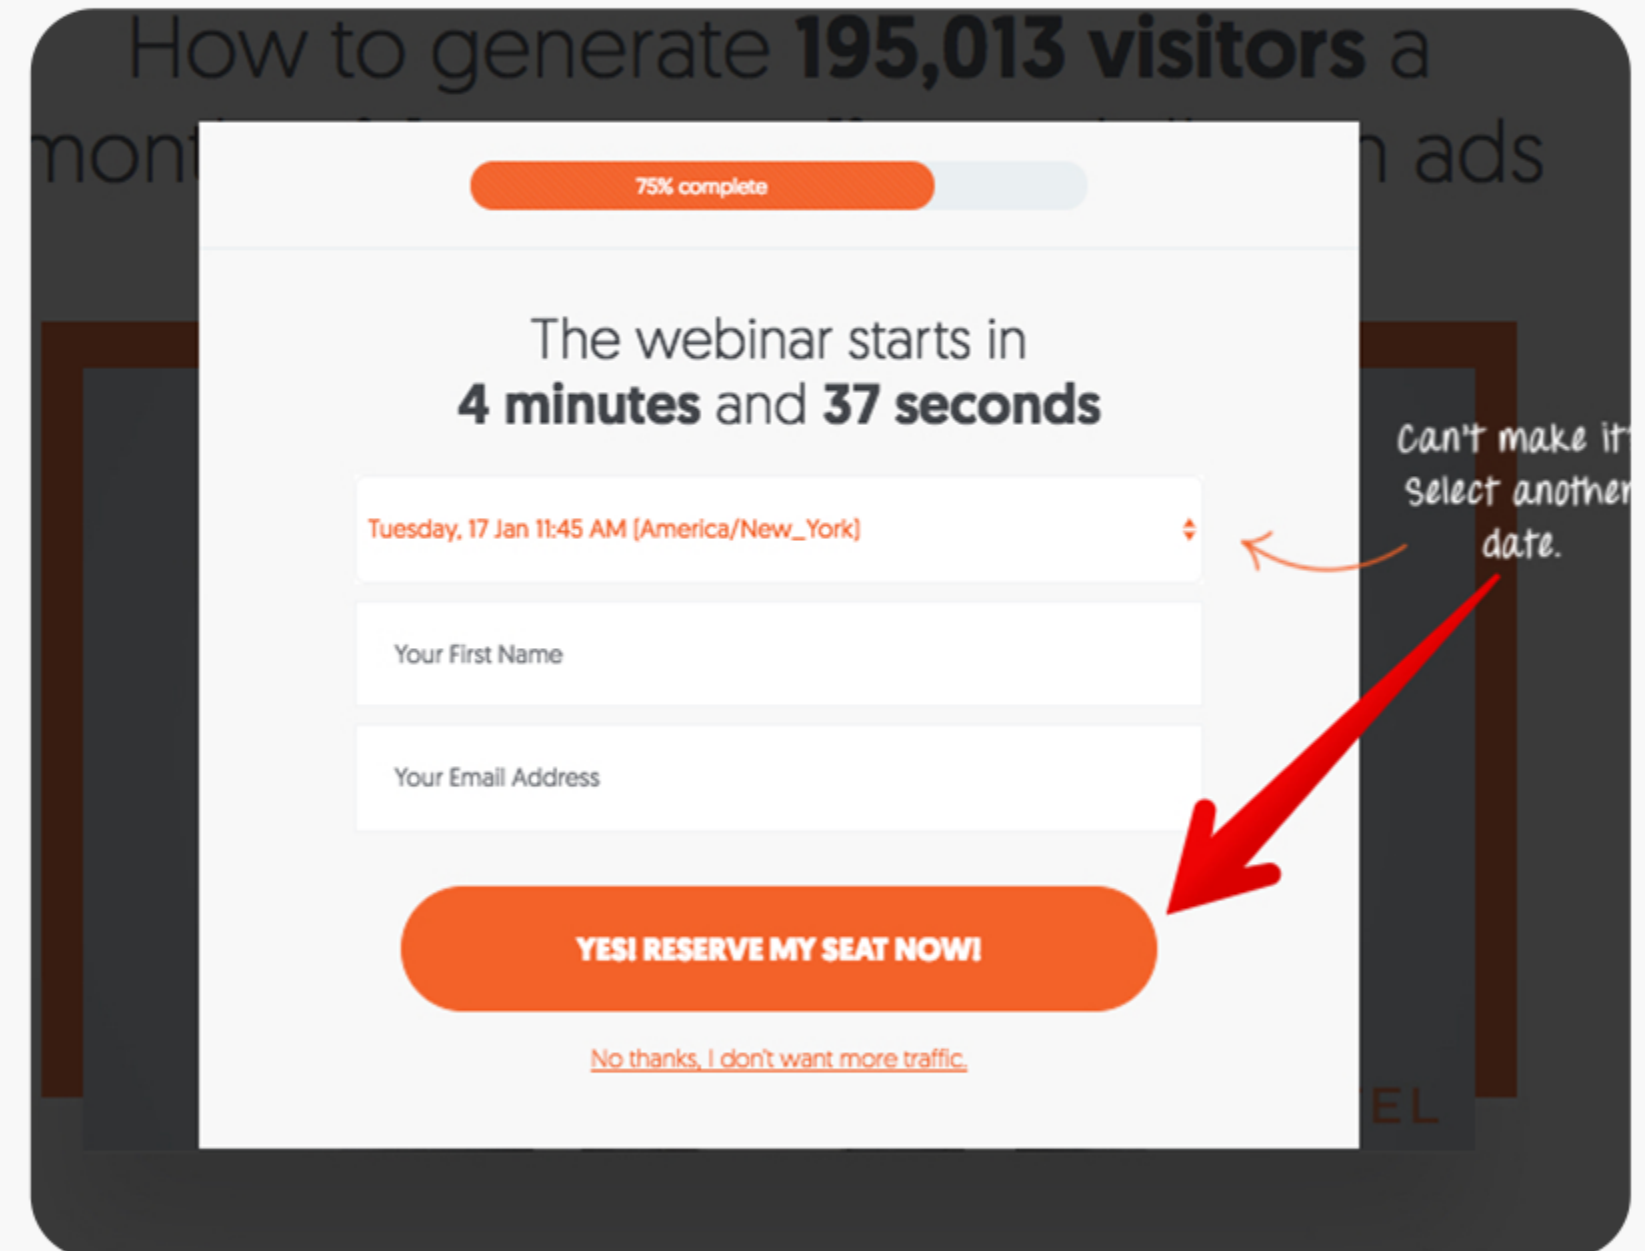 How to generate 195,013 visitors a
ads
75% complete
The webinar starts in
4 minutes and 37 seconds
Can't make it
Select another
date.
Tuesday, 17 Jan 11:45 AM (America/New_York)
Your First Name
Your Email Address
YES! RESERVE MY SEAT NOW!
No thanks, I don't want more traffic.
EL